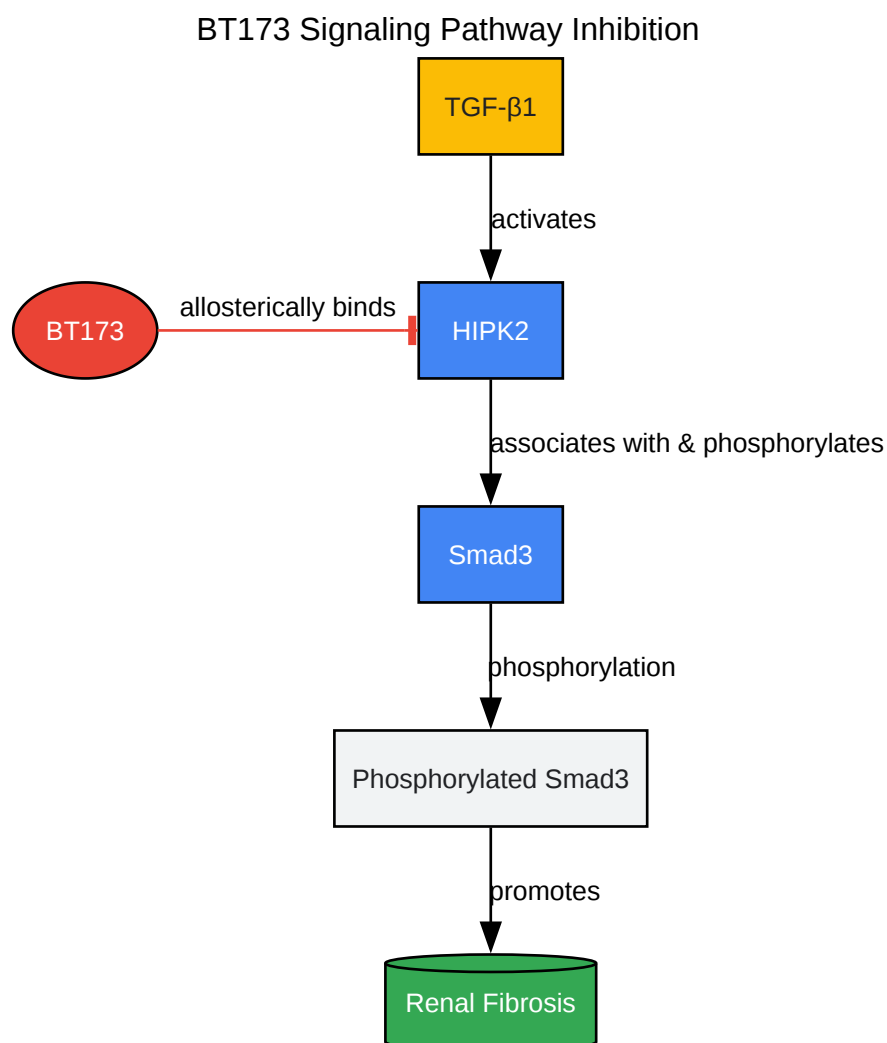 BT173 Signaling Pathway Inhibition
TGF-β1
activates
allosterically binds
BT173
HIPK2
associates with & phosphorylates
Smad3
phosphorylation
Phosphorylated Smad3
promotes
Renal Fibrosis